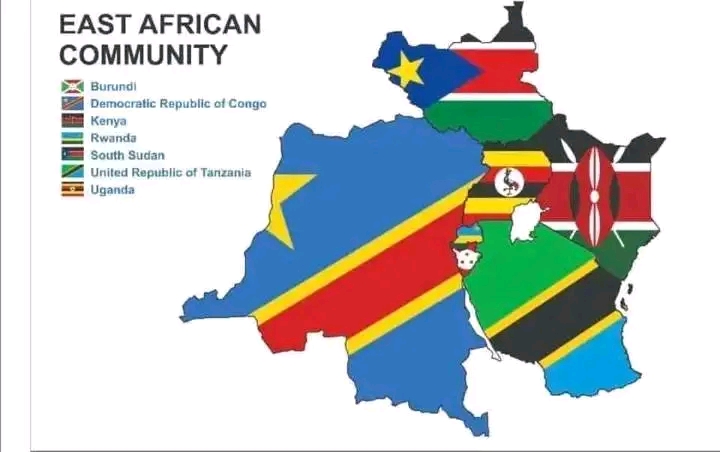 EAST AFRICAN
COMMUNITY
Burundi
Democratic Republic of Congo
Kenya
Rwanda
South Sudan
United Republic of Tanzania
Uganda